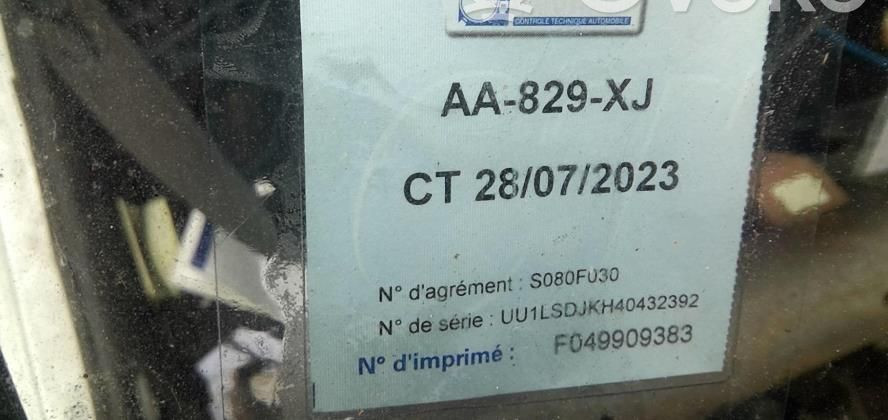 CONTROLE TECHNIQUE AUTOMOBILE
AA-829-XJ
CT 28/07/2023
N° d'agrément : S080F030
N° de série : UU1LSDJKH40432392
N° d'imprimé : F049909383